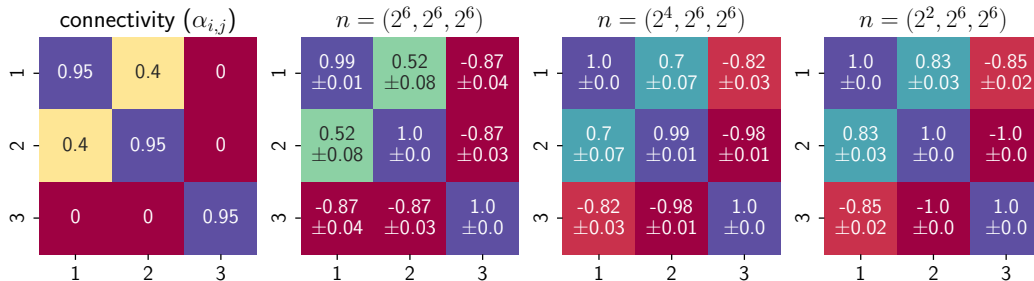 connectivity (α_{i,j})
1 0.95 0.4 0
2 0.4 0.95 0
3 0 0 0.95
1 2 3
n = (2^6, 2^6, 2^6)
0.99 0.52 -0.87
±0.01 ±0.08 ±0.04
0.52 1.0 -0.87
±0.08 ±0.0 ±0.03
-0.87 -0.87 1.0
±0.04 ±0.03 ±0.0
1 2 3
n = (2^4, 2^6, 2^6)
1 1.0 0.7 -0.82
±0.0 ±0.07 ±0.03
2 0.7 0.99 -0.98
±0.07 ±0.01 ±0.01
3 -0.82 -0.98 1.0
±0.03 ±0.01 ±0.0
1 2 3
n = (2^2, 2^6, 2^6)
1 1.0 0.83 -0.85
±0.0 ±0.03 ±0.02
2 0.83 1.0 -1.0
±0.03 ±0.0 ±0.0
3 -0.85 -1.0 1.0
±0.02 ±0.0 ±0.0
1 2 3